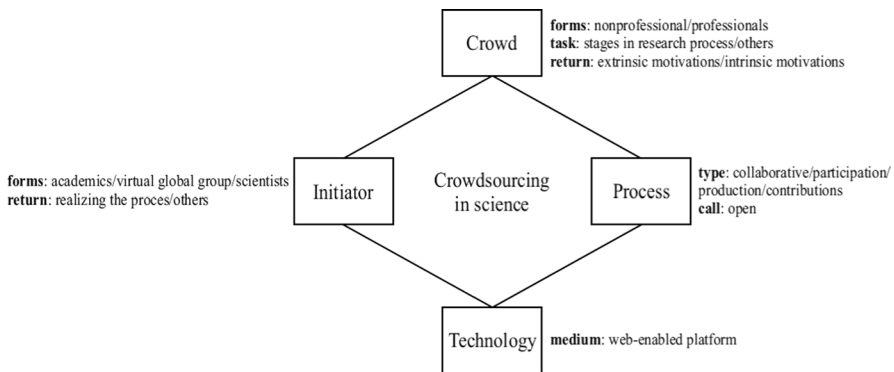 Crowd
forms: nonprofessional/professionals
task: stages in research process/others
return: extrinsic motivations/intrinsic motivations
forms: academics/virtual global group/scientists
return: realizing the proces/others
Initiator
Crowdsourcing
in science
Process
type: collaborative/participation/
production/contributions
call: open
Technology
medium: web-enabled platform